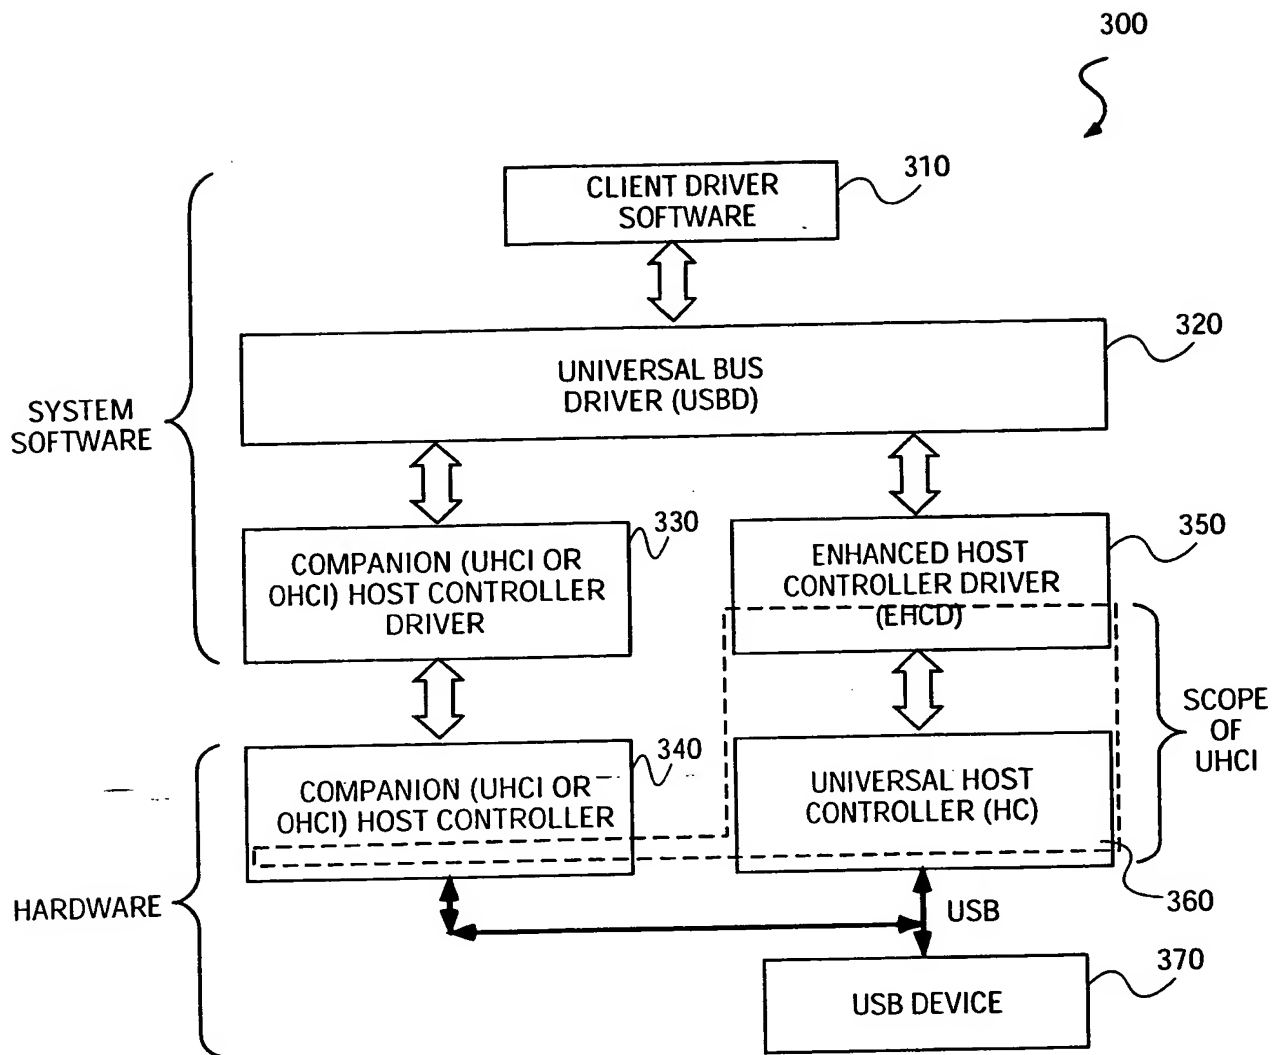 300
310
CLIENT DRIVER
SOFTWARE
320
UNIVERSAL BUS
DRIVER (USBD)
SYSTEM
SOFTWARE
330
COMPANION (UHCI OR
OHCI) HOST CONTROLLER
DRIVER
350
ENHANCED HOST
CONTROLLER DRIVER
(EHCD)
SCOPE
OF
UHCI
340
COMPANION (UHCI OR
OHCI) HOST CONTROLLER
UNIVERSAL HOST
CONTROLLER (HC)
360
HARDWARE
USB
370
USB DEVICE